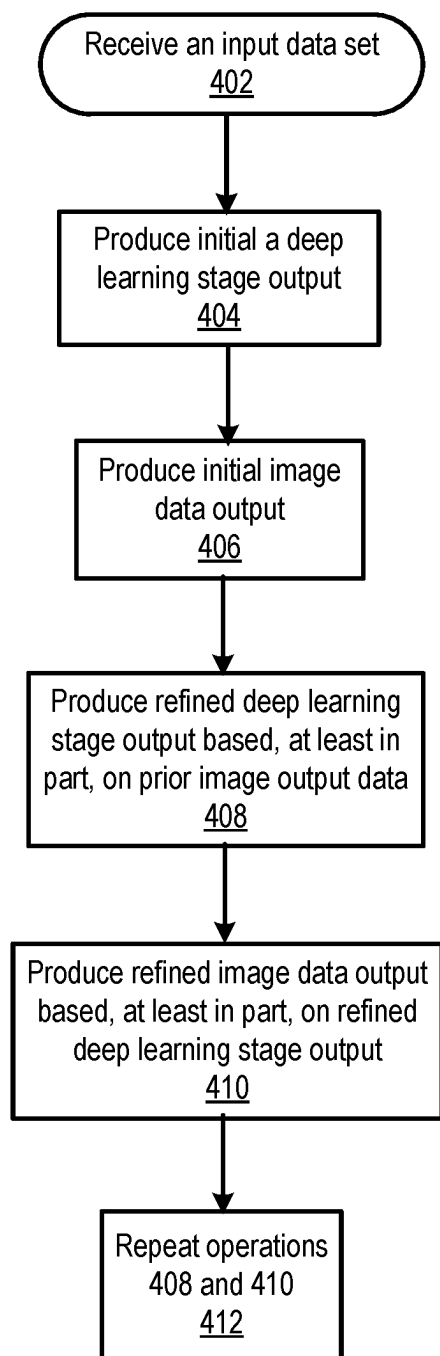 Receive an input data set
402
Produce initial a deep
learning stage output
404
Produce initial image
data output
406
Produce refined deep learning
stage output based, at least in
part, on prior image output data
408
Produce refined image data output
based, at least in part, on refined
deep learning stage output
410
Repeat operations
408 and 410
412